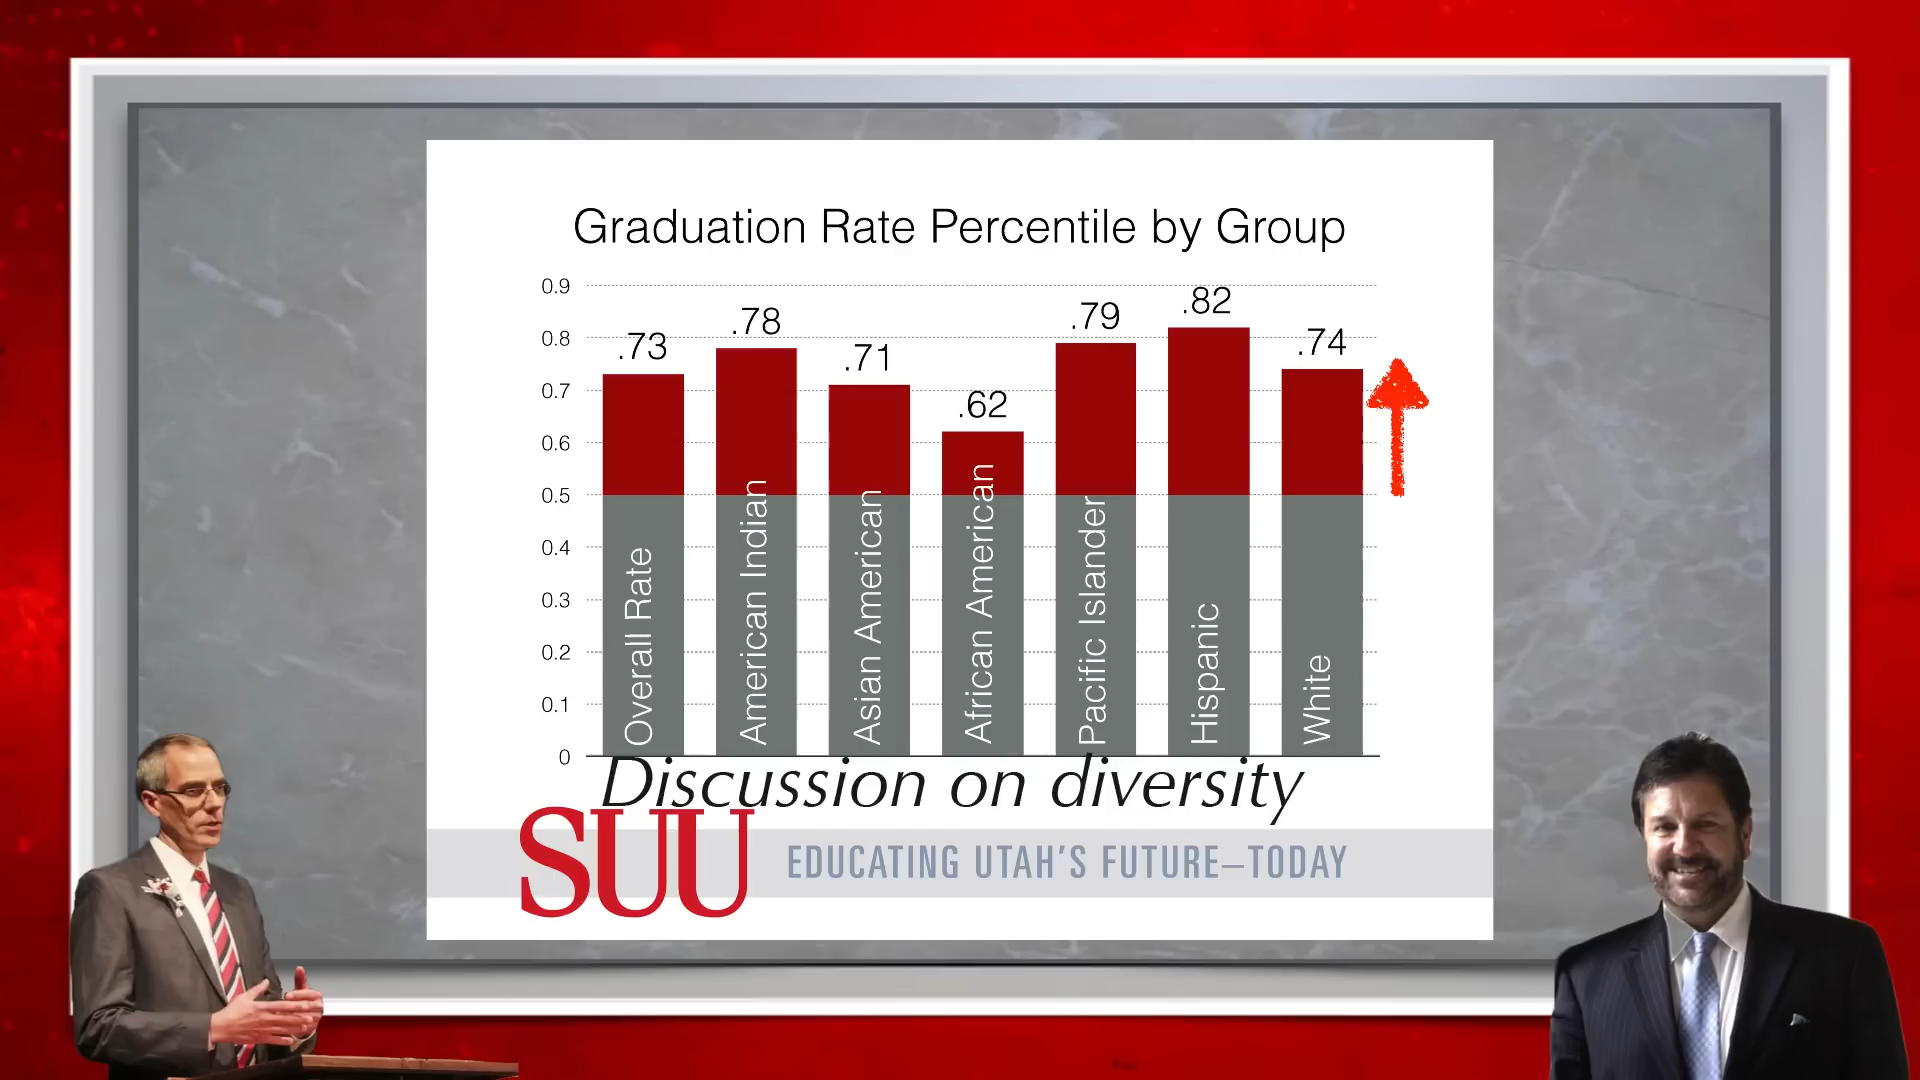 Graduation Rate Percentile by Group
0.9
0.8
0.7
0.6
0.5
0.4
0.3
0.2
0.1
0
.73
.78
.71
.62
.79
.82
.74
Overall Rate
American Indian
Asian American
African American
Pacific Islander
Hispanic
White
Discussion on diversity
SUU EDUCATING UTAH'S FUTURE–TODAY